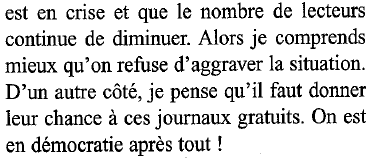 est en crise et que le nombre de lecteurs
continue de diminuer. Alors je comprends
mieux qu'on refuse d'aggraver la situation.
D'un autre côté, je pense qu'il faut donner
leur chance à ces journaux gratuits. On est
en démocratie après tout !